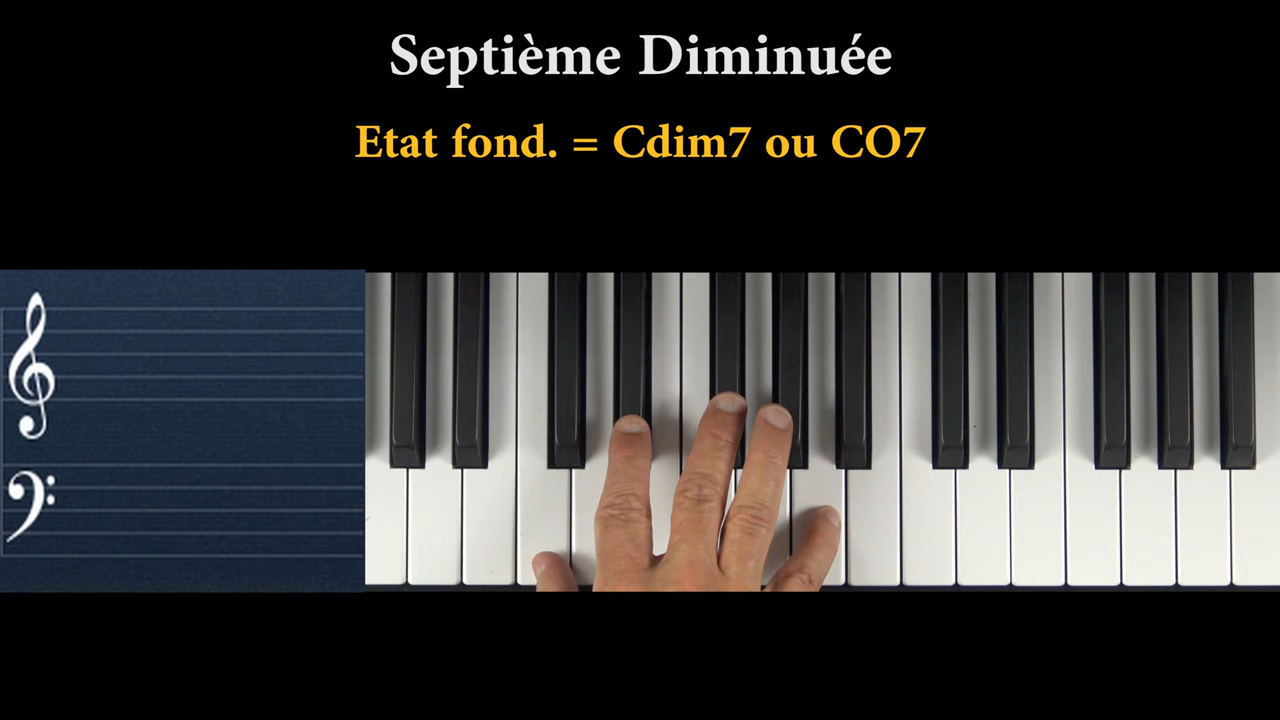 Septième Diminuée
Etat fond. = Cdim7 ou CO7